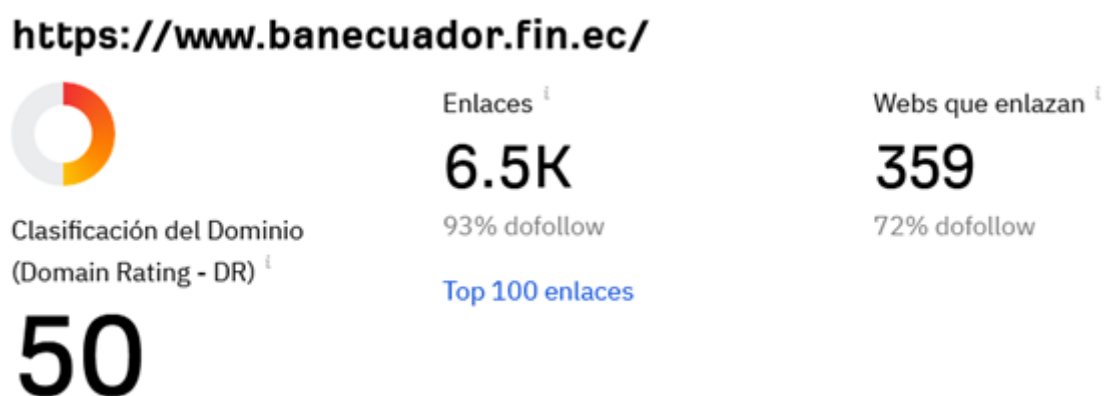 https://www.banecuador.fin.ec/
Clasificación del Dominio
(Domain Rating - DR) i
50
Enlaces i
6.5K
93% dofollow
Top 100 enlaces
Webs que enlazan i
359
72% dofollow